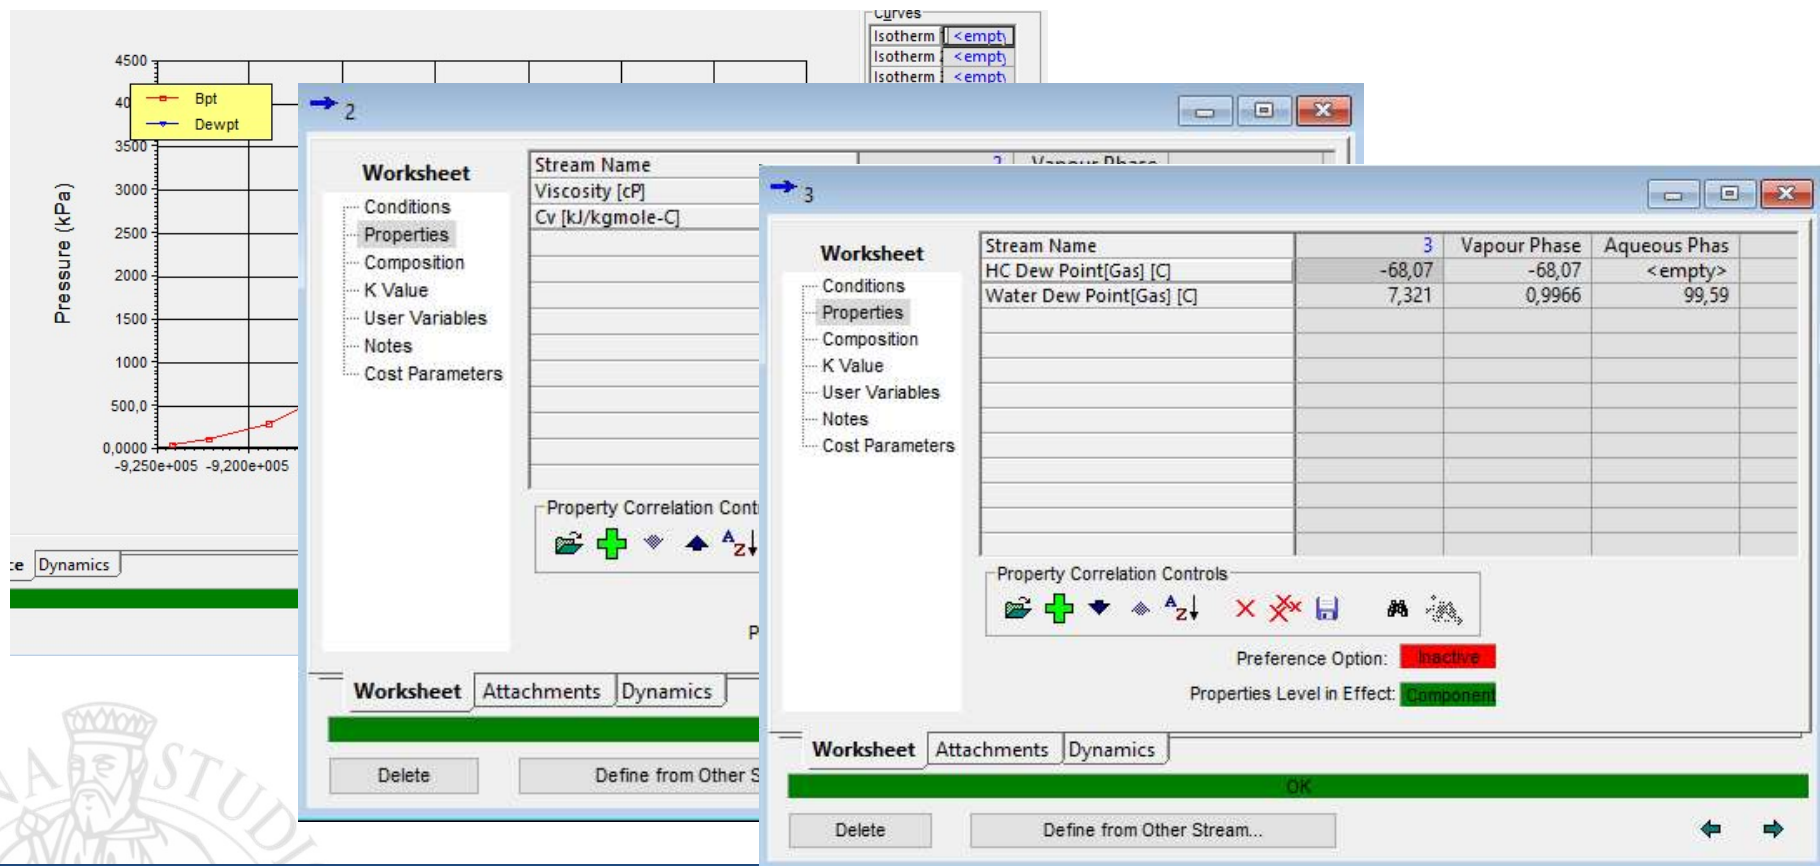 Curves
Isotherm <empty
Isotherm <empty
Isotherm <empty
4500
Bpt
Dewpt
3500
3000
2500
2000
1500
1000
500,0
0,0000
-9,250e+005 -9,200e+005
Pressure (kPa)
Dynamics
2
Worksheet
Conditions
Properties
Composition
K Value
User Variables
Notes
Cost Parameters
Stream Name 2 Vapour Phase
Viscosity [cP]
Cv [kJ/kgmole-C]
Property Correlation Cont
Worksheet Attachments Dynamics
Delete Define from Other S
3
Worksheet
Conditions
Properties
Composition
K Value
User Variables
Notes
Cost Parameters
Stream Name 3 Vapour Phase Aqueous Phas
HC Dew Point[Gas] [C] -68,07 -68,07 <empty>
Water Dew Point[Gas] [C] 7,321 0,9966 99,59
Property Correlation Controls
Preference Option: Inactive
Properties Level in Effect: Component
Worksheet Attachments Dynamics
OK
Delete Define from Other Stream...
NA STUDI